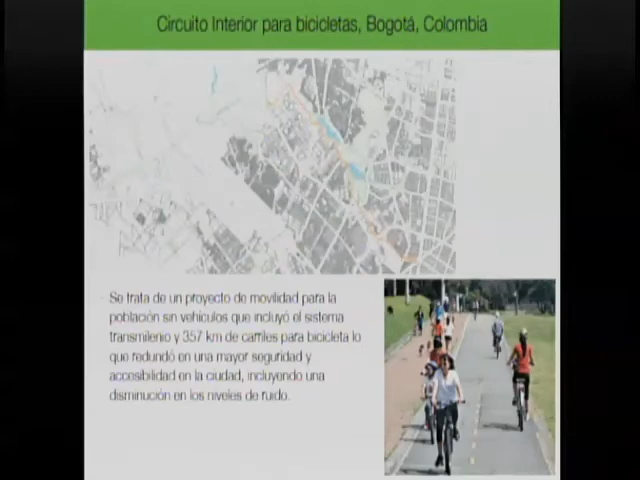 Circuito Interior para bicicletas, Bogotá, Colombia
Se trata de un proyecto de movilidad para la
población sin vehículos que incluyó el sistema
transmilenio y 357 km de carriles para bicicleta lo
que redundó en una mayor seguridad y
accesibilidad en la ciudad, incluyendo una
disminución en los niveles de ruido.